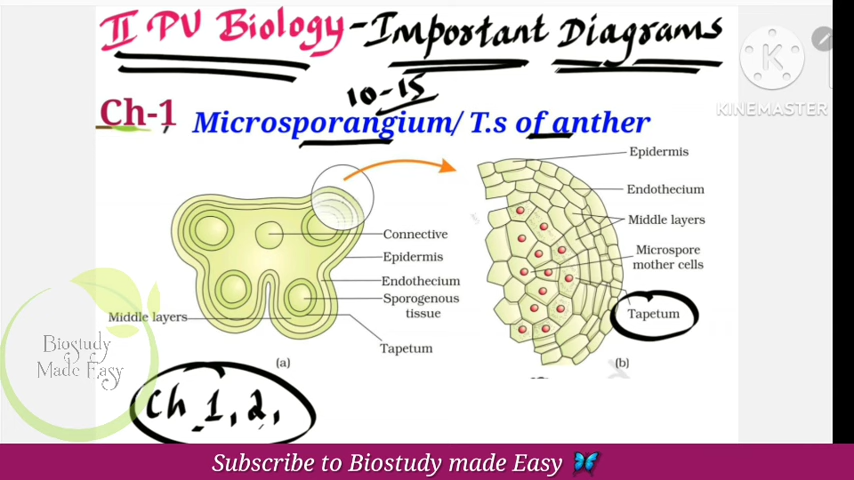 II PU Biology - Important Diagrams
10-15
Ch-1 Microsporangium/ T.s of anther
KINEMASTER
Epidermis
Endothecium
Middle layers
Microspore
mother cells
Tapetum
(b)
Connective
Epidermis
Endothecium
Sporogenous
tissue
Middle layers
Tapetum
(a)
Biostudy
Made Easy
Ch 1, 2,
Subscribe to Biostudy made Easy 🦋